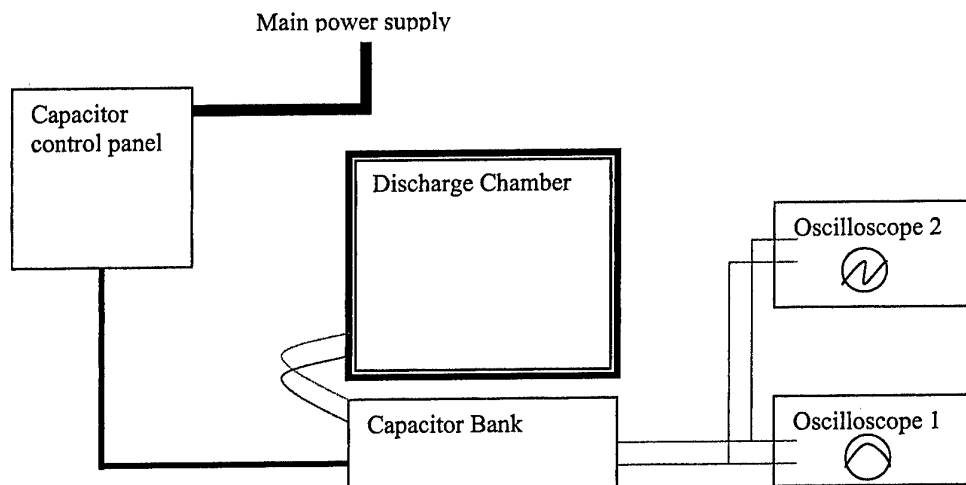 Main power supply
Capacitor
control panel
Discharge Chamber
Oscilloscope 2
Capacitor Bank
Oscilloscope 1